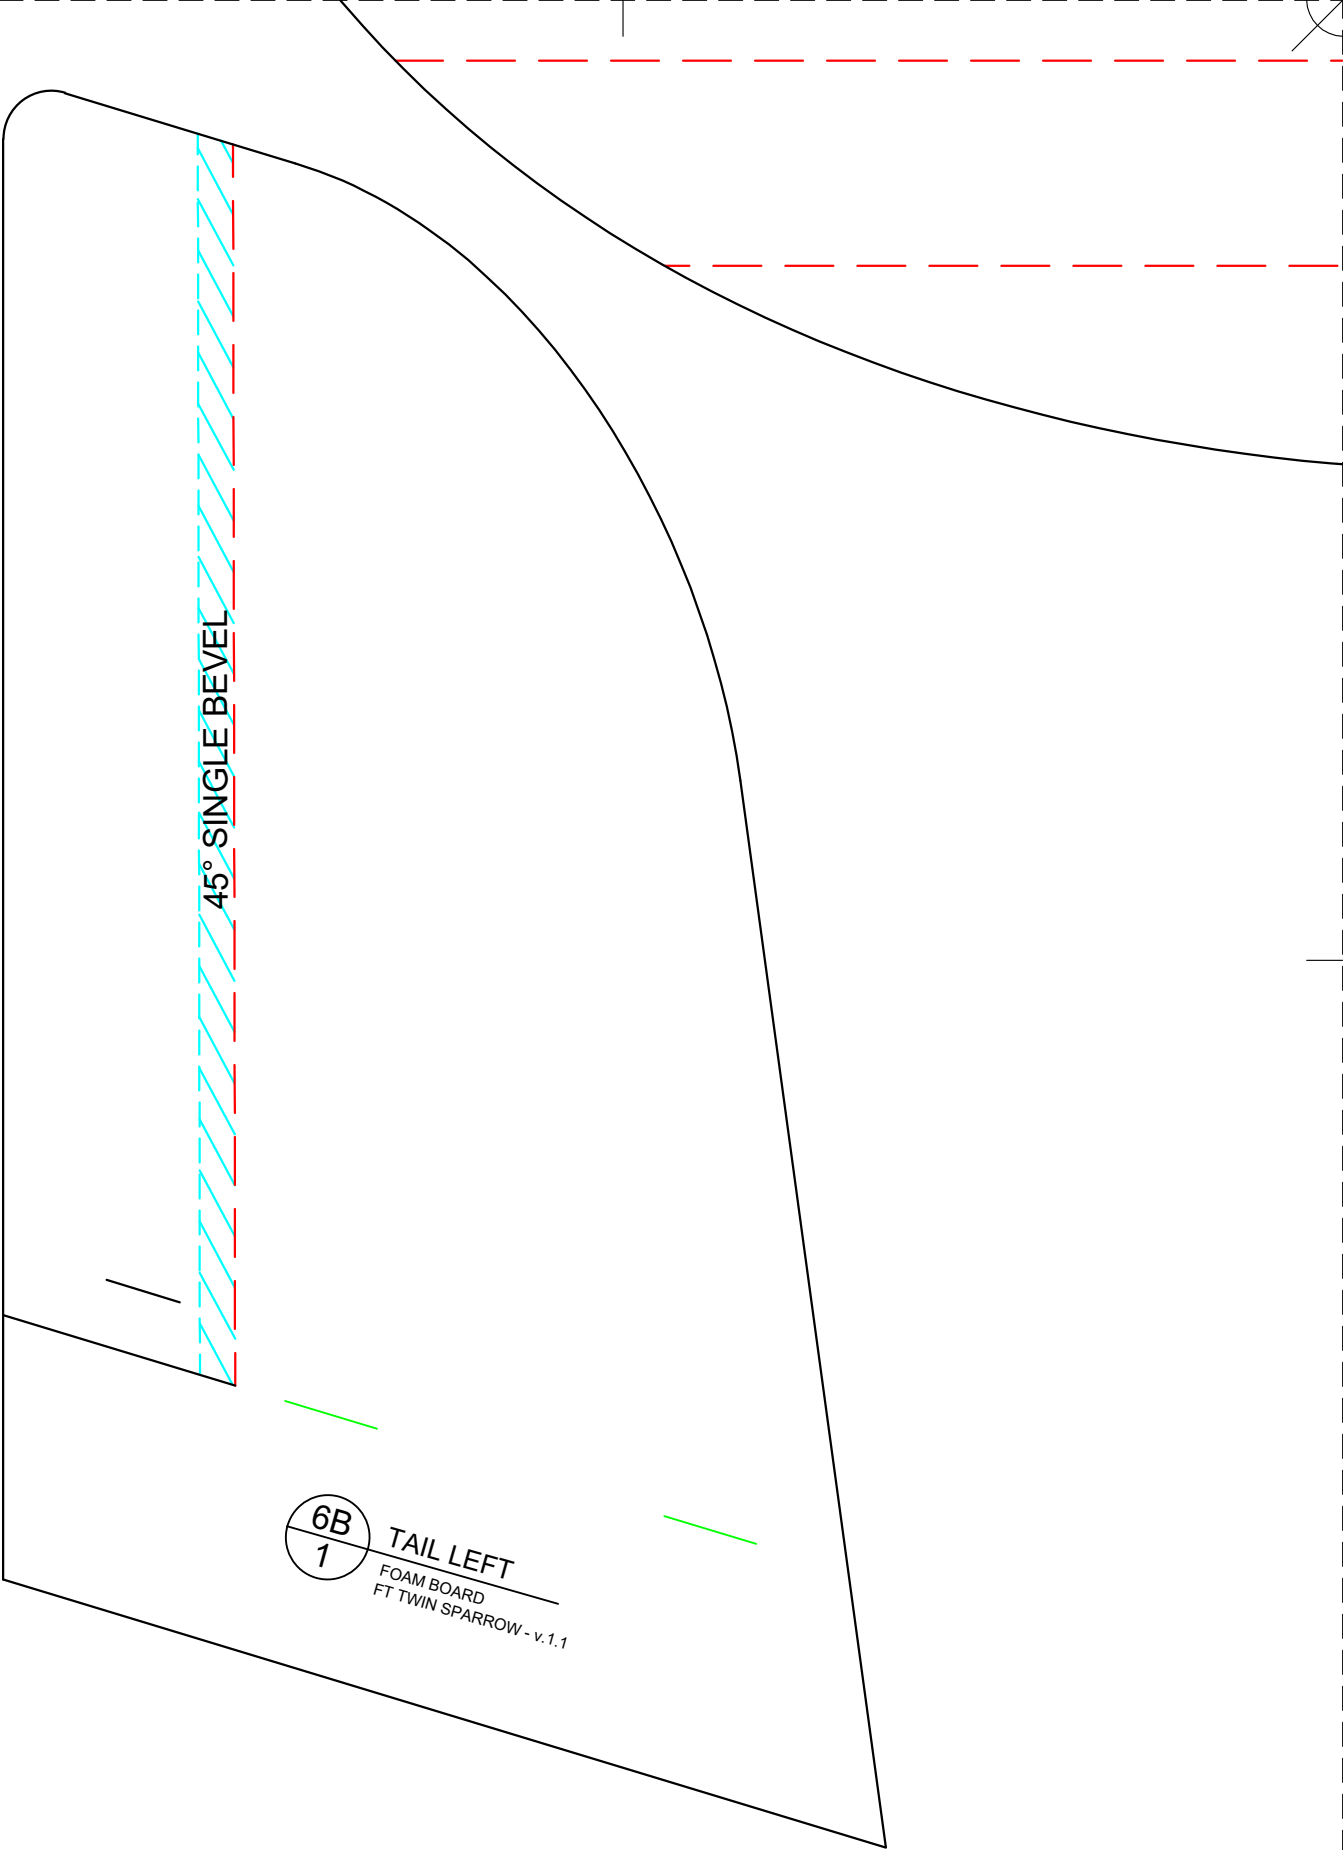 45° SINGLE BEVEL
6B
1
TAIL LEFT
FOAM BOARD
FT TWIN SPARROW - v.1.1